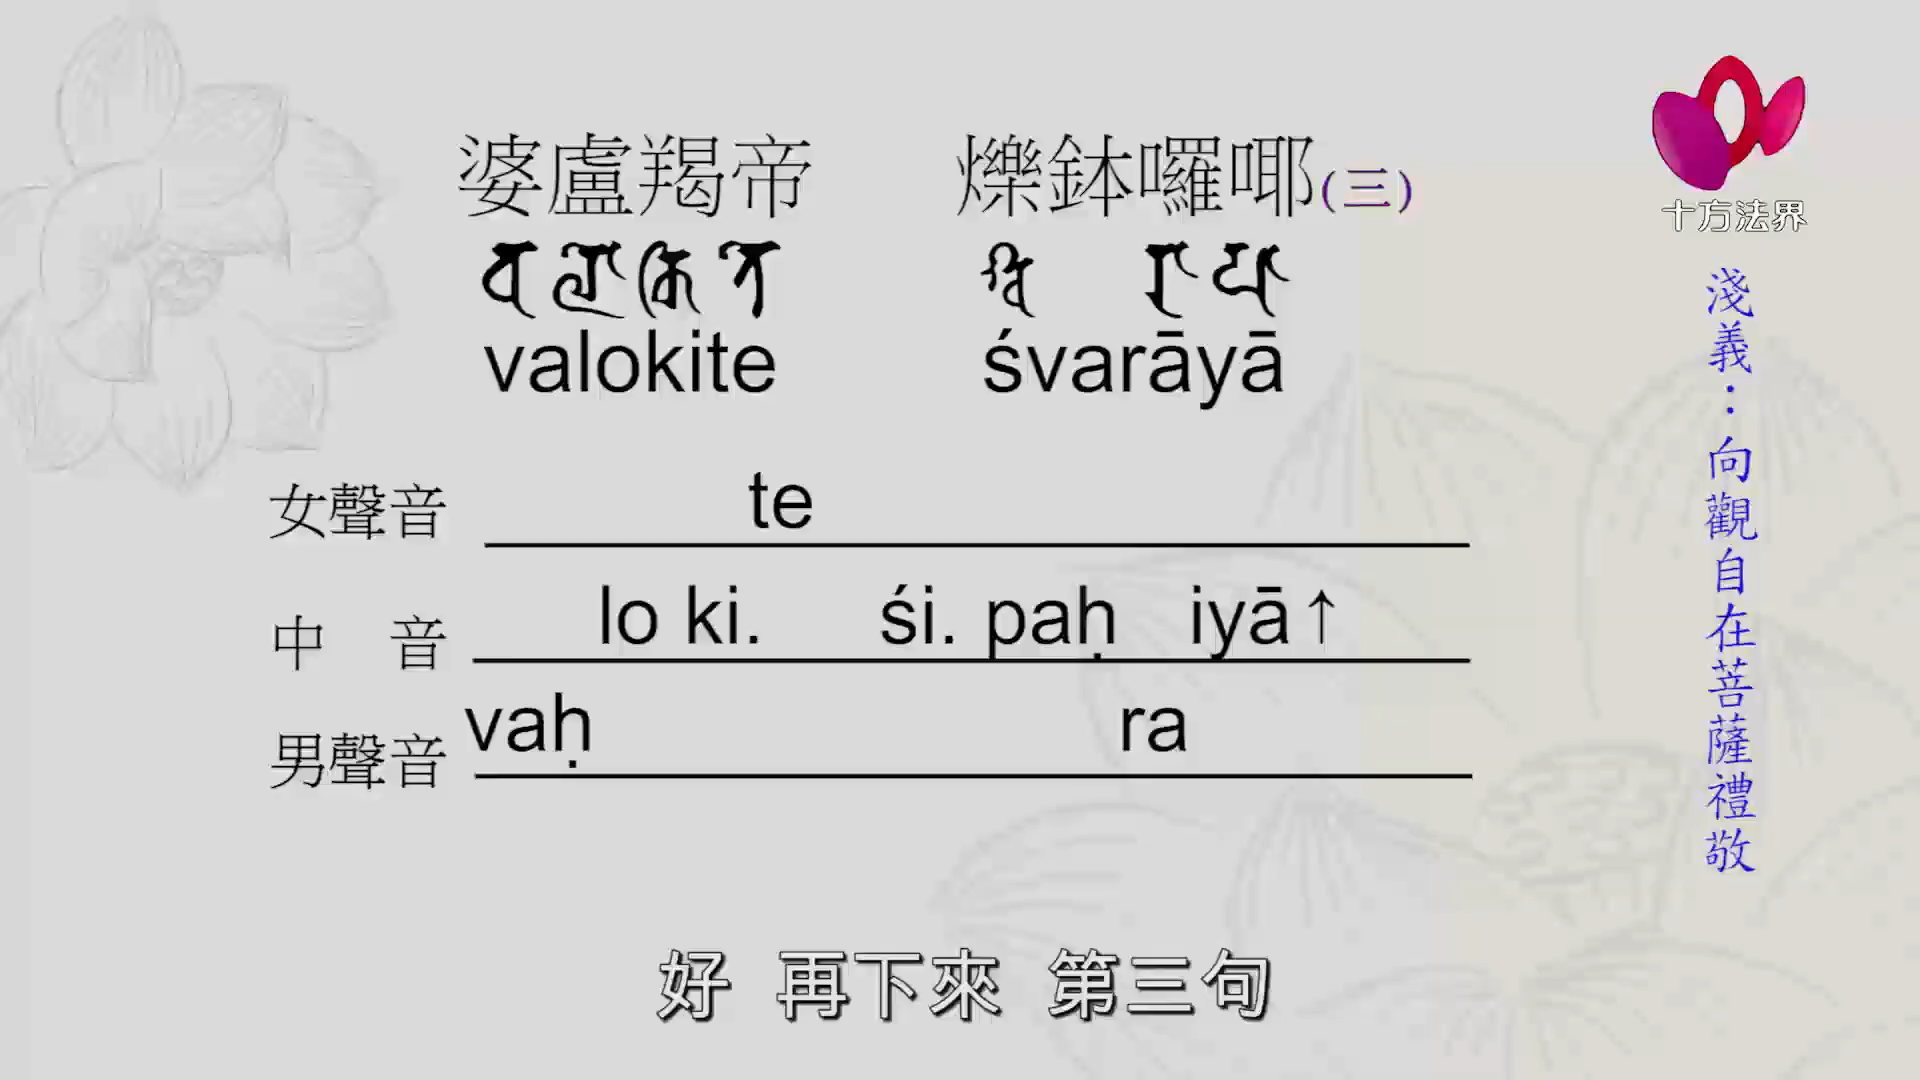 婆盧羯帝 爍鉢囉耶(三)
valokite śvarāyā
女聲音 te
中 音 lo ki. śi. paḥ iyā↑
男聲音 vaḥ ra
十方法界
淺義：向觀自在菩薩禮敬
好 再下來 第三句